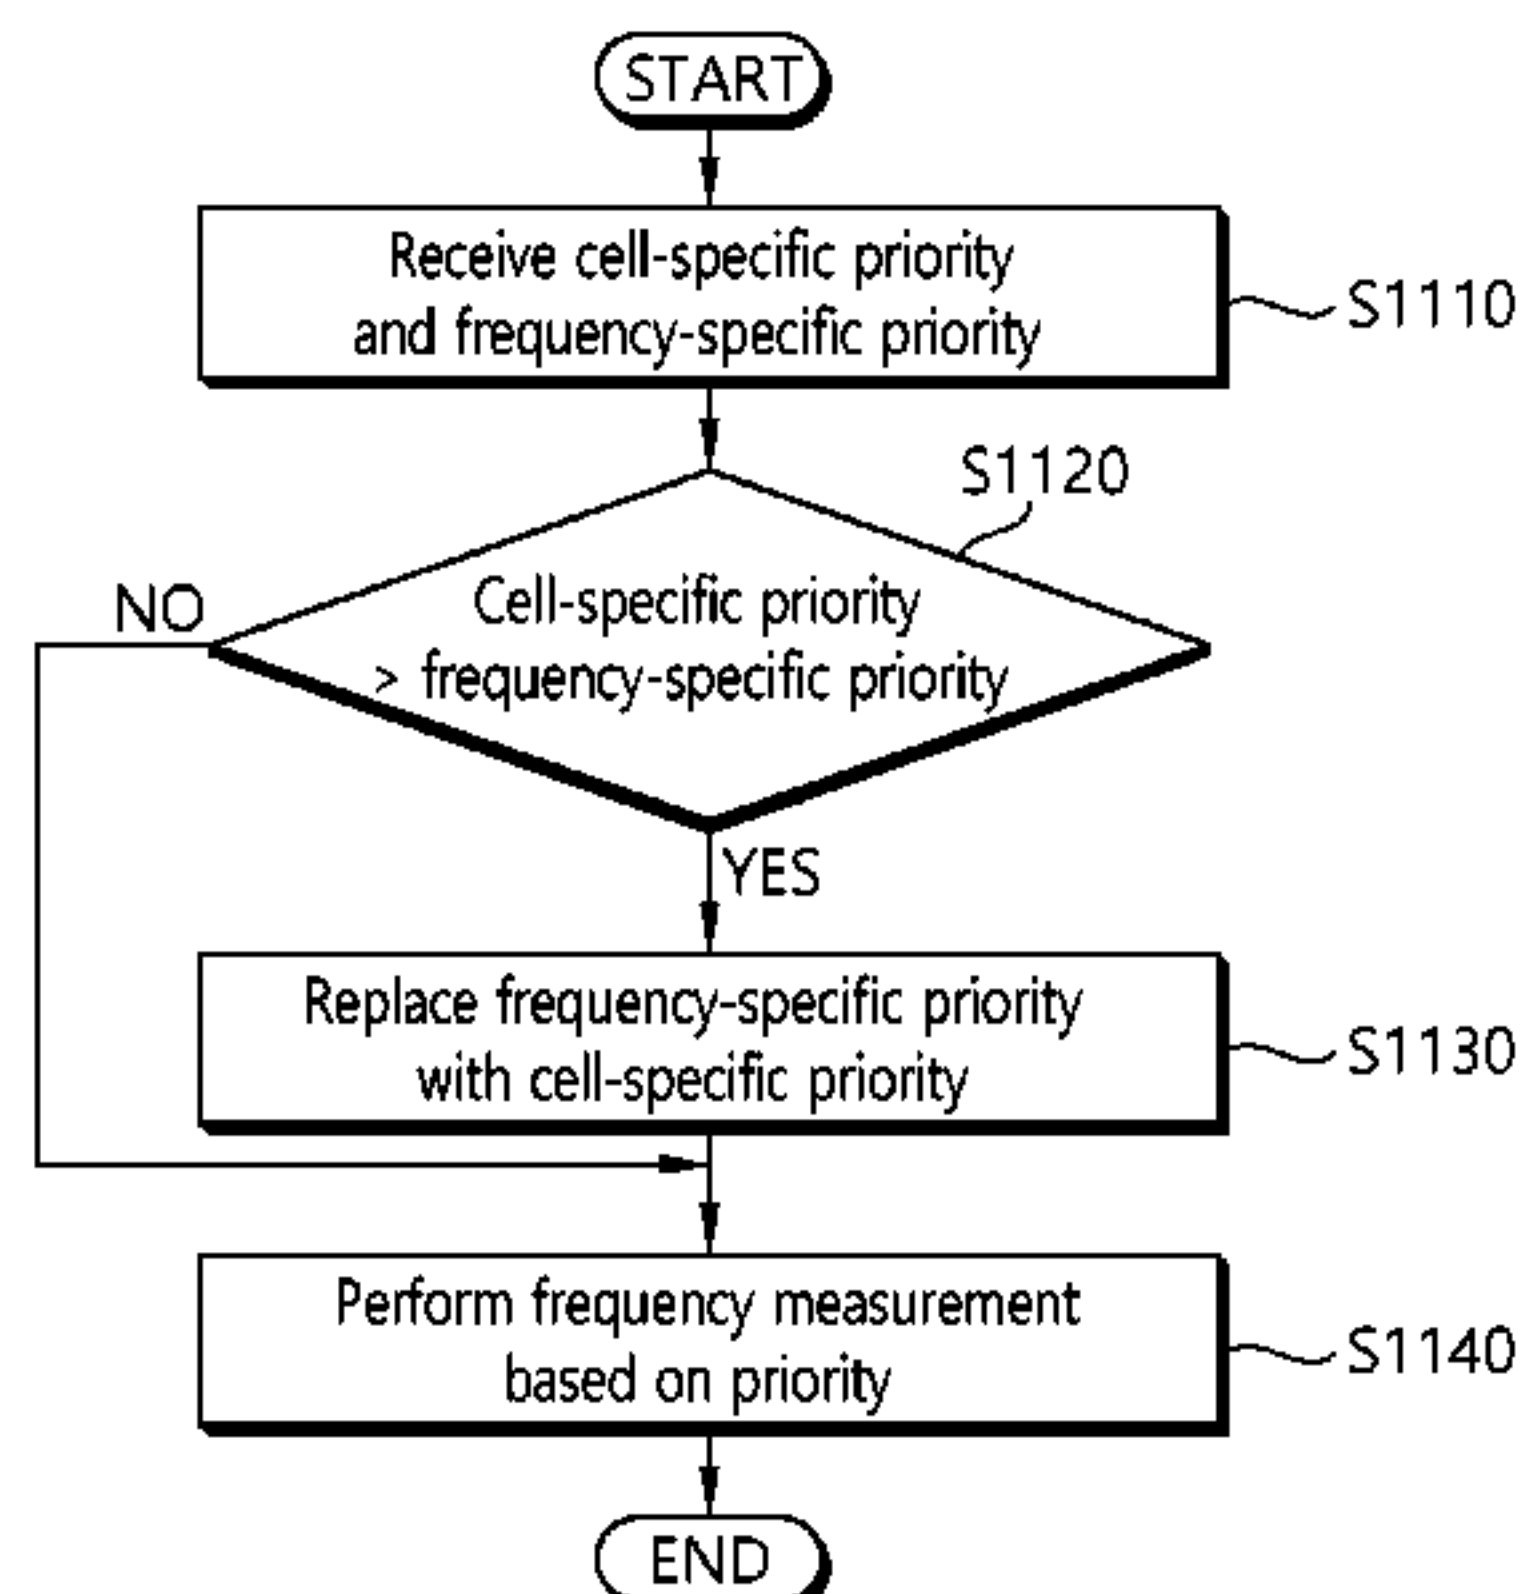 START
Receive cell-specific priority
and frequency-specific priority
S1110
S1120
NO
Cell-specific priority
> frequency-specific priority
YES
Replace frequency-specific priority
with cell-specific priority
S1130
Perform frequency measurement
based on priority
S1140
END